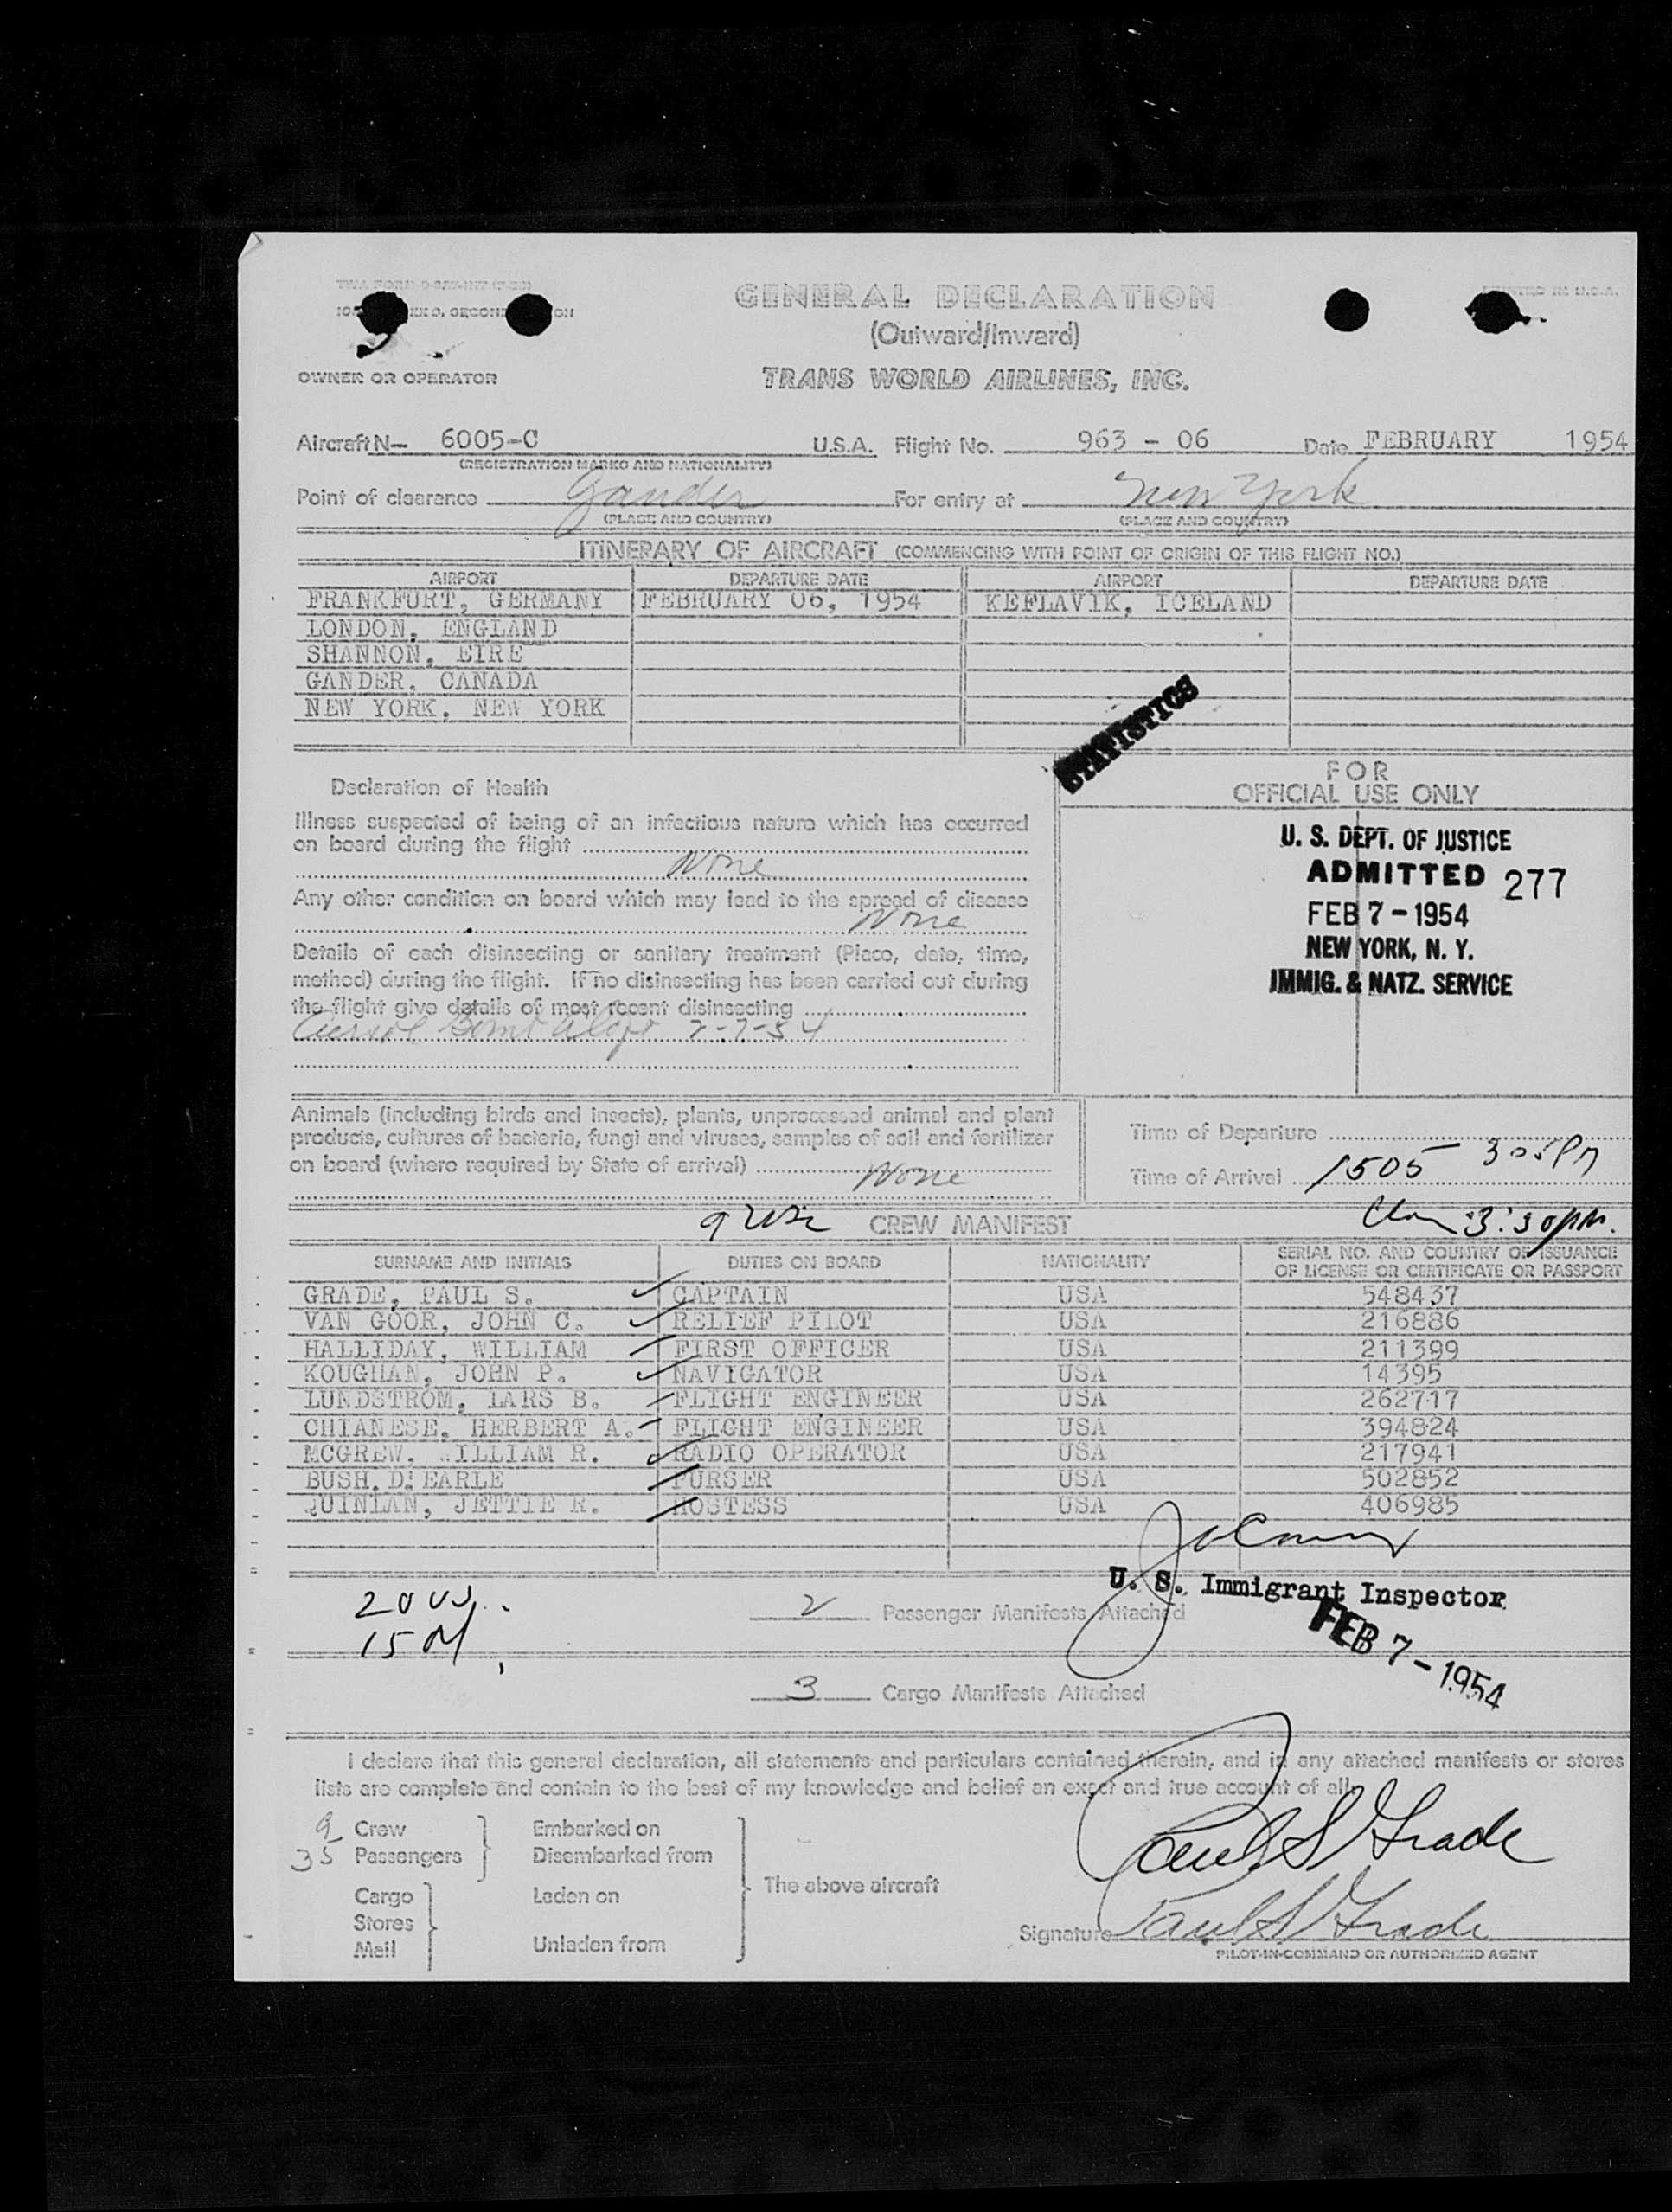 OWNER OR OPERATOR
PRINTED IN U.S.A.
GENERAL DECLARATION
(Outward/Inward)
TRANS WORLD AIRLINES, INC.
Aircraft N- 6005-C U.S.A. Flight No. 963 - 06 Date FEBRUARY 1954
(REGISTRATION MARKS AND NATIONALITY)
Point of clearance Gander For entry at New York
(PLACE AND COUNTRY) (PLACE AND COUNTRY)
ITINERARY OF AIRCRAFT (COMMENCING WITH POINT OF ORIGIN OF THIS FLIGHT NO.)
AIRPORT DEPARTURE DATE AIRPORT DEPARTURE DATE
FRANKFURT, GERMANY FEBRUARY 06, 1954 KEFLAVIK, ICELAND
LONDON, ENGLAND
SHANNON, EIRE
GANDER, CANADA
NEW YORK, NEW YORK
STATISTICS
Declaration of Health
Illness suspected of being of an infectious nature which has occurred
on board during the flight
None
Any other condition on board which may lead to the spread of disease
None
Details of each disinsecting or sanitary treatment (Place, date, time,
method) during the flight. If no disinsecting has been carried out during
the flight give details of most recent disinsecting
Bomb 2-7-54
FOR
OFFICIAL USE ONLY
U. S. DEPT. OF JUSTICE
ADMITTED 277
FEB 7 - 1954
NEW YORK, N. Y.
IMMIG. & NATZ. SERVICE
Animals (including birds and insects), plants, unprocessed animal and plant
products, cultures of bacteria, fungi and viruses, samples of soil and fertilizer
on board (where required by State of arrival) None
Time of Departure
Time of Arrival 1505 305PM
3:30 PM.
9 USC CREW MANIFEST
SURNAME AND INITIALS DUTIES ON BOARD NATIONALITY SERIAL NO. AND COUNTRY OF ISSUANCE OF LICENSE OR CERTIFICATE OR PASSPORT
GRADE, PAUL S. CAPTAIN USA 548437
VAN GOOR, JOHN C. RELIEF PILOT USA 216886
HALLIDAY, WILLIAM FIRST OFFICER USA 211399
KOUGHAN, JOHN P. NAVIGATOR USA 14395
LUNDSTROM, LARS B. FLIGHT ENGINEER USA 262717
CHIANESE, HERBERT A. FLIGHT ENGINEER USA 394824
MCGREW, WILLIAM R. RADIO OPERATOR USA 217941
BUSH, D. EARLE PURSER USA 502852
QUINLAN, JETTIE R. HOSTESS USA 406985
U. S. Immigrant Inspector
FEB 7 - 1954
20 US
15
2 Passenger Manifests Attached
3 Cargo Manifests Attached
I declare that this general declaration, all statements and particulars contained therein, and in any attached manifests or stores
lists are complete and contain to the best of my knowledge and belief an exact and true account of all,
9 Crew
35 Passengers
Embarked on
Disembarked from
Cargo
Stores
Mail
Laden on
Unladen from
The above aircraft
Paul S Grade
Signature Paul S Grade
PILOT-IN-COMMAND OR AUTHORIZED AGENT